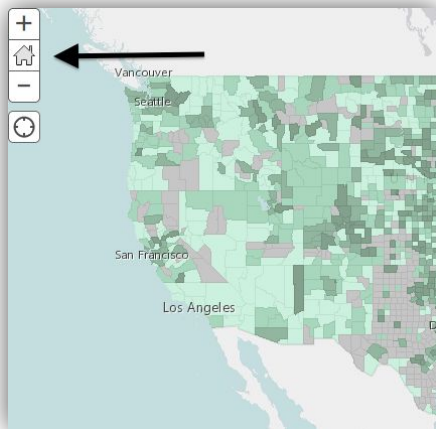 +
−
Vancouver
Seattle
San Francisco
Los Angeles
D